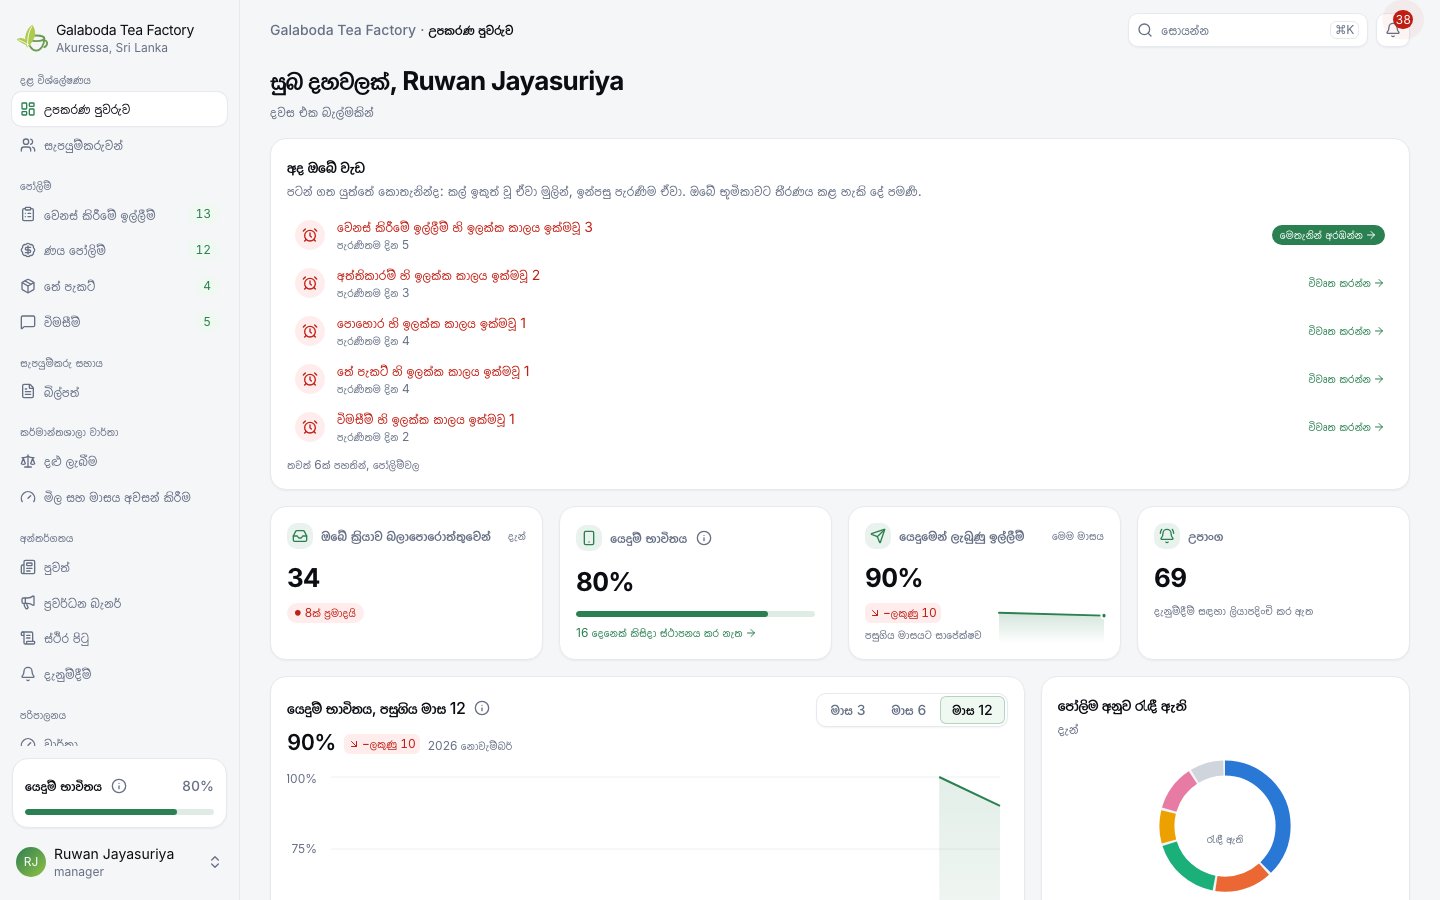 Galaboda Tea Factory
Akuressa, Sri Lanka
දළ විශ්ලේෂණය
උපකරණ පුවරුව
සැපයුම්කරුවන්
පෝලිම්
වෙනස් කිරීමේ ඉල්ලීම් 13
ණය පෝලිම් 12
තේ පැකට් 4
විමසීම් 5
සැපයුම්කරු සහාය
බිල්පත්
කර්මාන්තශාලා වාර්තා
දළු ලැබීම්
මිල සහ මාසය අවසන් කිරීම
අන්තර්ගතය
පුවත්
ප්‍රවර්ධන බැනර්
ස්ථිර පිටු
දැනුම්දීම්
පරිපාලනය
වාර්තා
යෙදුම් භාවිතය 80%
RJ
Ruwan Jayasuriya
manager
Galaboda Tea Factory · උපකරණ පුවරුව
සොයන්න ⌘K
38
සුබ දහවලක්, Ruwan Jayasuriya
දවස එක බැල්මකින්
අද ඔබේ වැඩ
පටන් ගත යුත්තේ කොතැනින්ද: කල් ඉකුත් වූ ඒවා මුලින්, ඉන්පසු පැරණිම ඒවා. ඔබේ භූමිකාවට තීරණය කළ හැකි දේ පමණි.
වෙනස් කිරීමේ ඉල්ලීම් හි ඉලක්ක කාලය ඉක්මවූ 3
පැරණිතම දින 5
මෙතැනින් අරඹන්න →
අත්තිකාරම් හි ඉලක්ක කාලය ඉක්මවූ 2
පැරණිතම දින 3
විවෘත කරන්න →
පොහොර හි ඉලක්ක කාලය ඉක්මවූ 1
පැරණිතම දින 4
විවෘත කරන්න →
තේ පැකට් හි ඉලක්ක කාලය ඉක්මවූ 1
පැරණිතම දින 4
විවෘත කරන්න →
විමසීම් හි ඉලක්ක කාලය ඉක්මවූ 1
පැරණිතම දින 2
විවෘත කරන්න →
තවත් 6ක් පහතින්, පෝලිම්වල
ඔබේ ක්‍රියාව බලාපොරොත්තුවෙන් දැන්
34
8ක් ප්‍රමාදයි
යෙදුම් භාවිතය
80%
16 දෙනෙක් කිසිදා ස්ථාපනය කර නැත →
යෙදුමෙන් ලැබුණු ඉල්ලීම් මෙම මාසය
90%
−ලකුණු 10
පසුගිය මාසයට සාපේක්ෂව
උපාංග
69
දැනුම්දීම් සඳහා ලියාපදිංචි කර ඇත
යෙදුම් භාවිතය, පසුගිය මාස 12
මාස 3 මාස 6 මාස 12
90% −ලකුණු 10 2026 නොවැම්බර්
100%
75%
පෝලිම අනුව රැඳී ඇති
දැන්
රැඳී ඇති